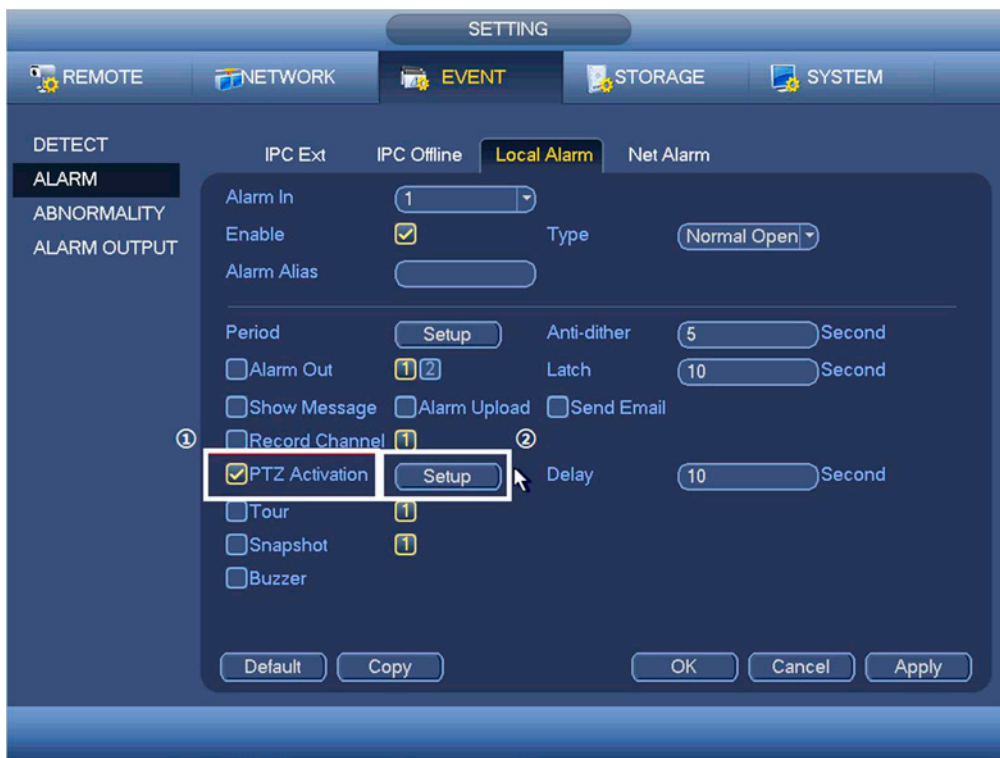 SETTING
REMOTE NETWORK EVENT STORAGE SYSTEM
DETECT
ALARM
ABNORMALITY
ALARM OUTPUT
IPC Ext IPC Offline Local Alarm Net Alarm
Alarm In 1
Enable Type Normal Open
Alarm Alias
Period Setup Anti-dither 5 Second
Alarm Out 1 2 Latch 10 Second
Show Message Alarm Upload Send Email
① Record Channel 1 ②
PTZ Activation Setup Delay 10 Second
Tour 1
Snapshot 1
Buzzer
Default Copy OK Cancel Apply